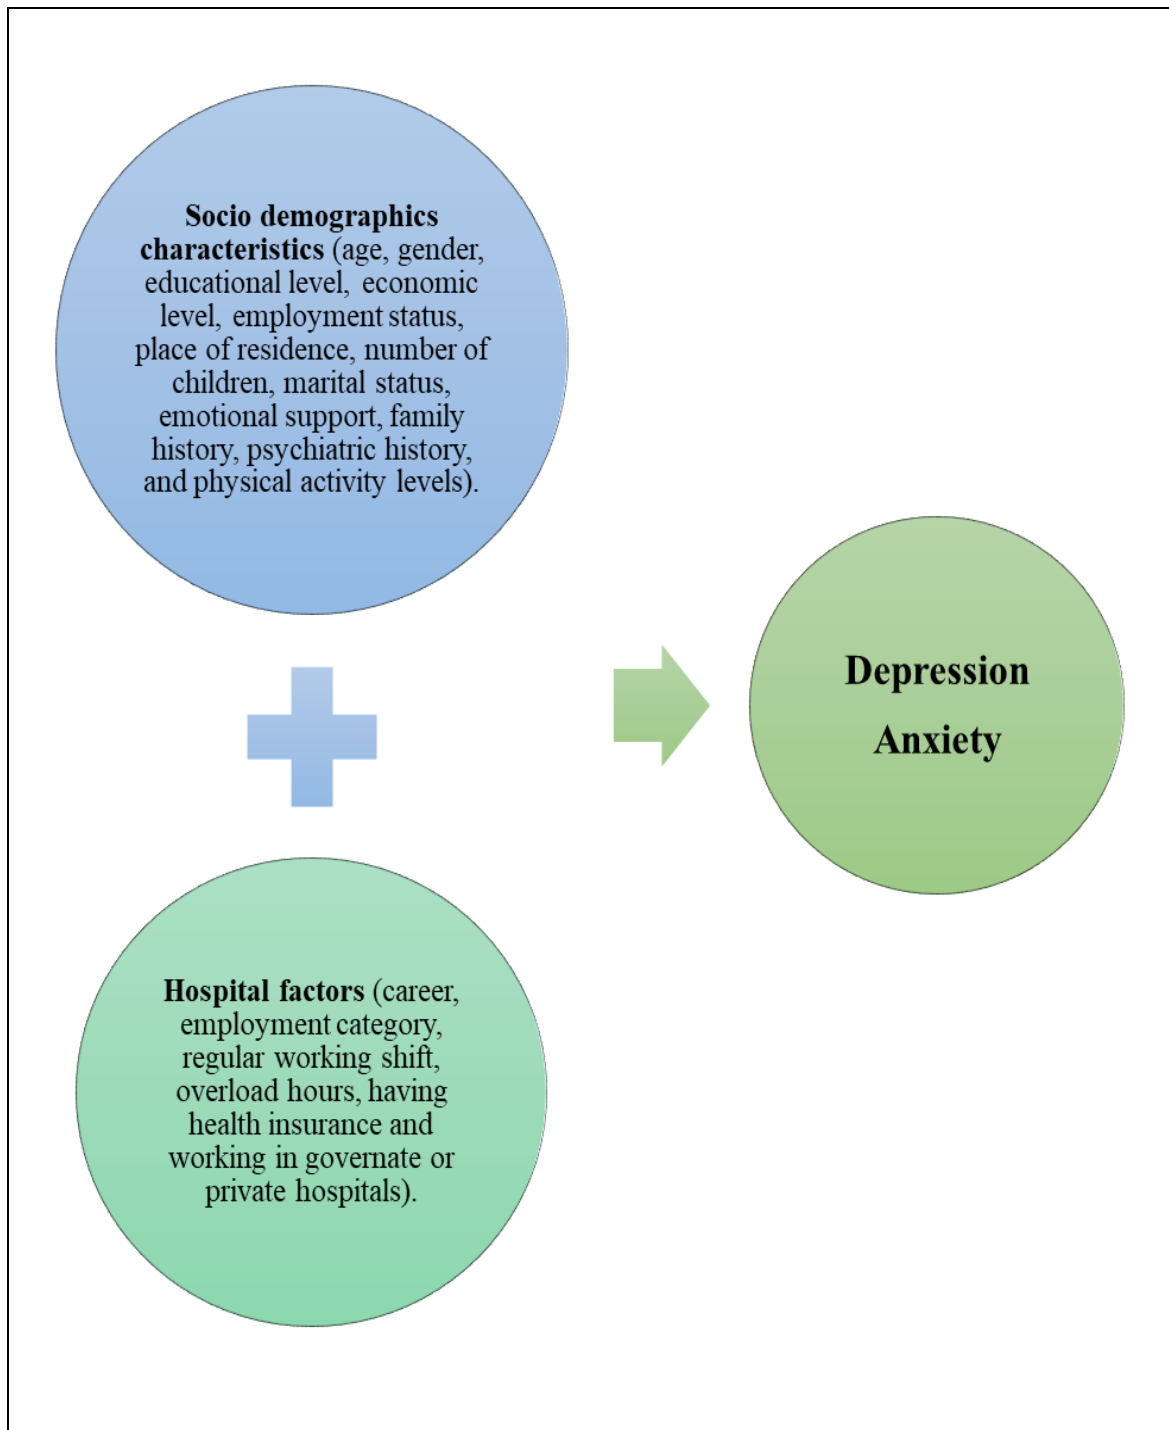 Socio demographics
characteristics (age, gender,
educational level, economic
level, employment status,
place of residence, number of
children, marital status,
emotional support, family
history, psychiatric history,
and physical activity levels).
Depression
Anxiety
Hospital factors (career,
employment category,
regular working shift,
overload hours, having
health insurance and
working in governate or
private hospitals).